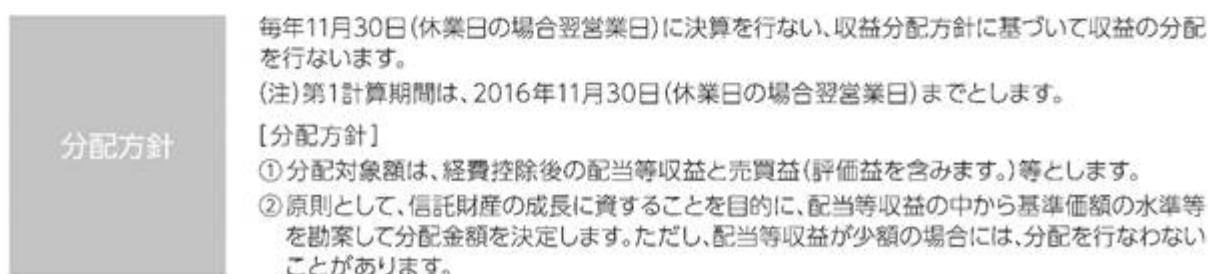 分配方針
毎年11月30日(休業日の場合翌営業日)に決算を行ない、収益分配方針に基づいて収益の分配
を行ないます。
(注)第1計算期間は、2016年11月30日(休業日の場合翌営業日)までとします。
[分配方針]
①分配対象額は、経費控除後の配当等収益と売買益(評価益を含みます。)等とします。
②原則として、信託財産の成長に資することを目的に、配当等収益の中から基準価額の水準等
を勘案して分配金額を決定します。ただし、配当等収益が少額の場合には、分配を行なわない
ことがあります。